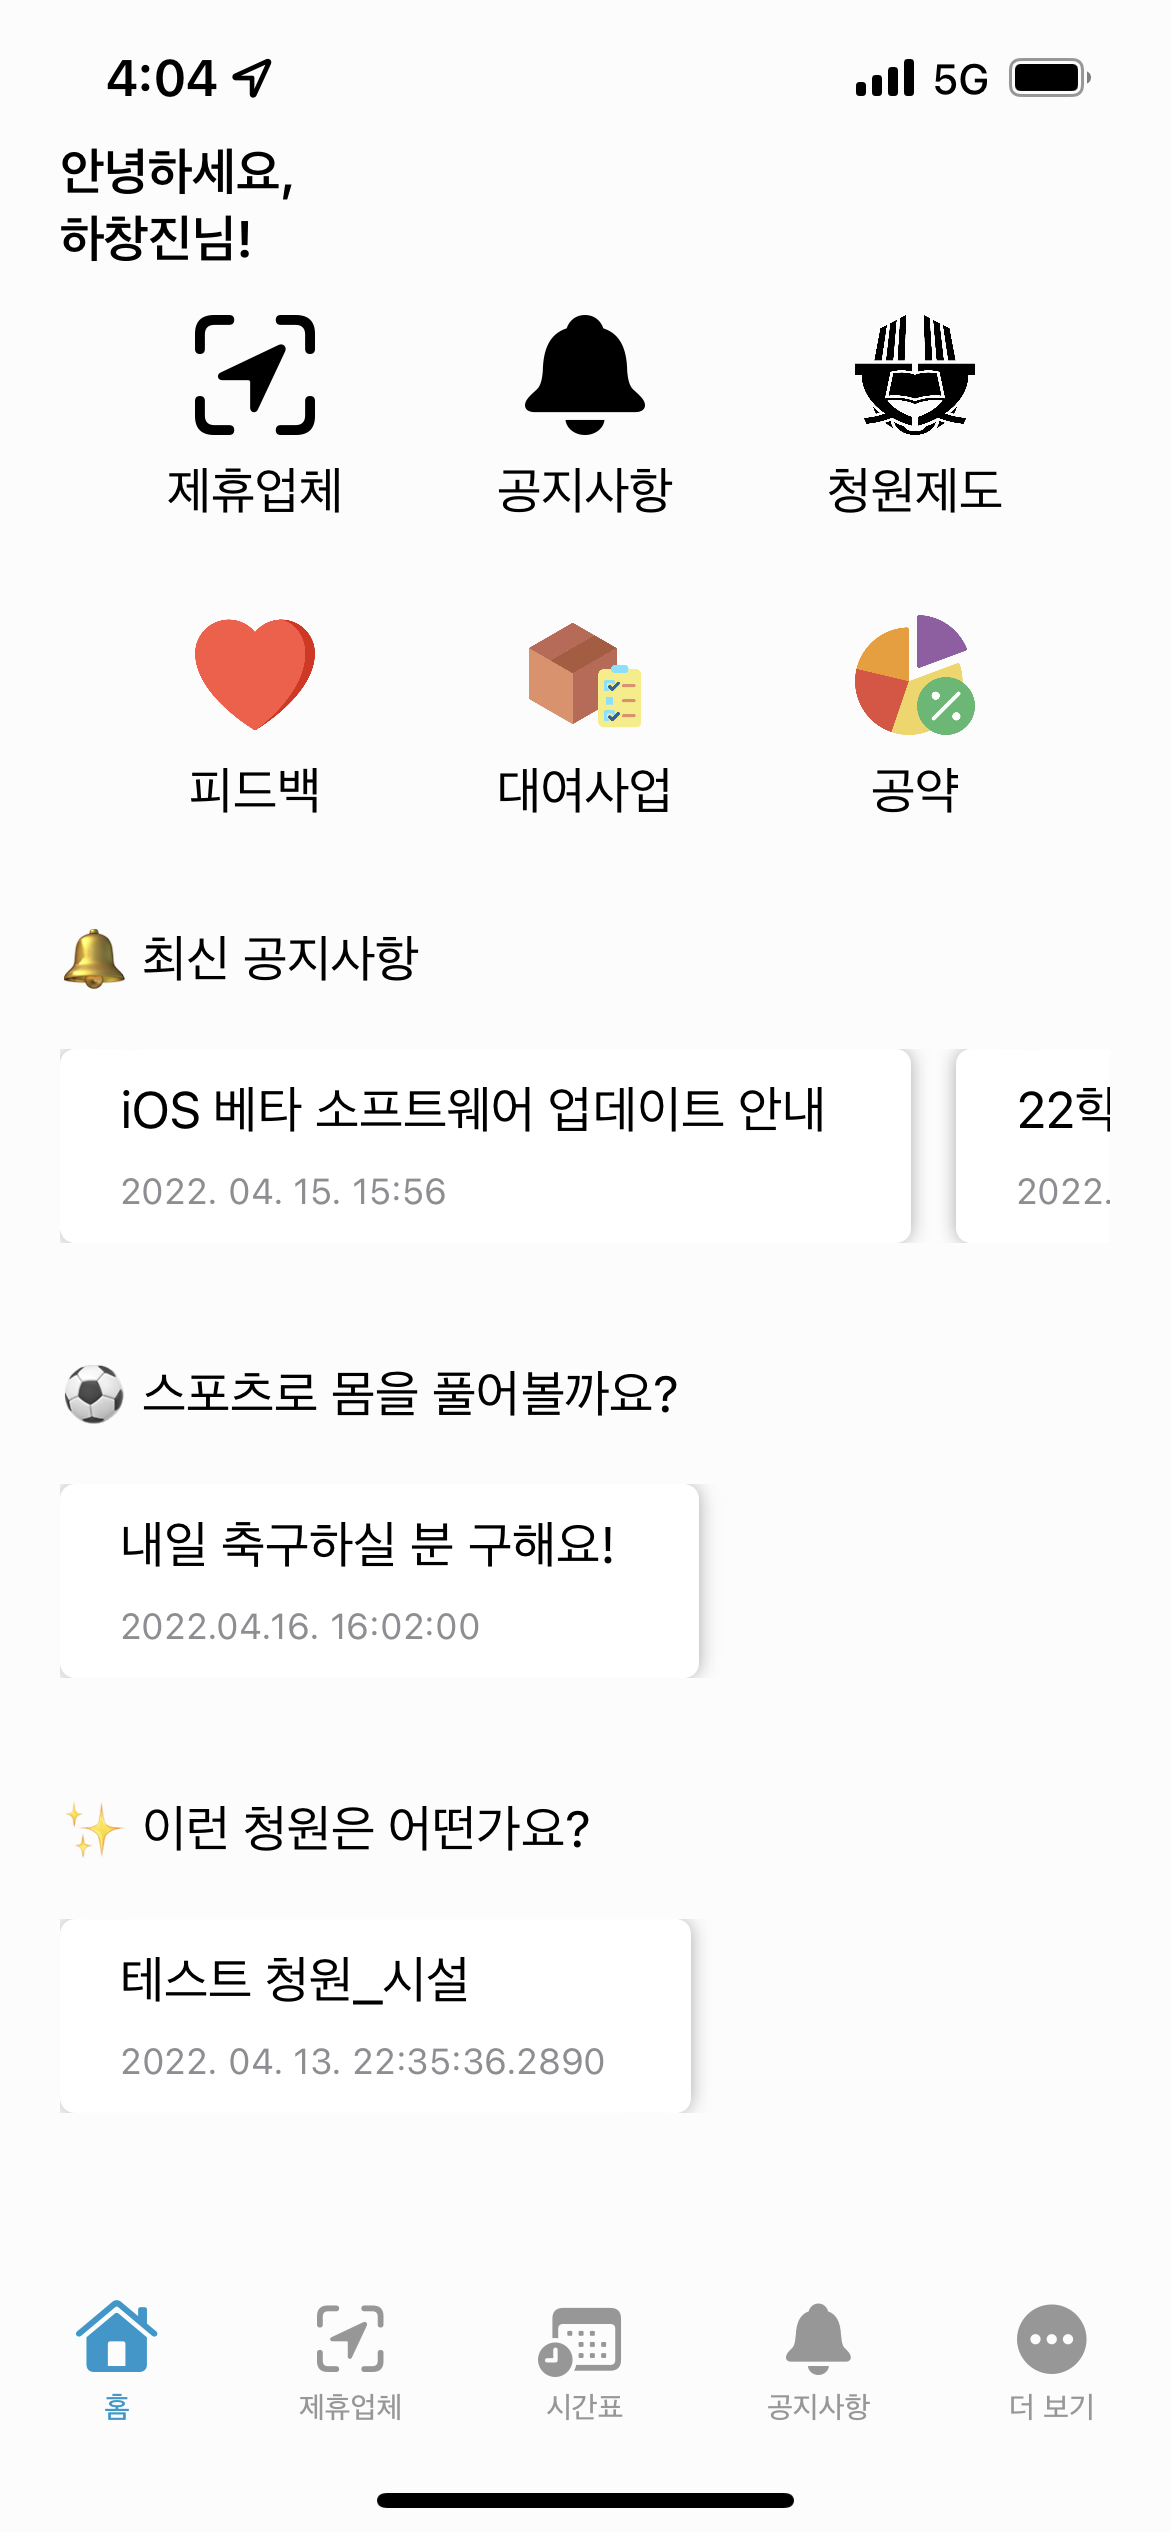 4:04 5G
안녕하세요,
하창진님!
제휴업체 공지사항 청원제도
피드백 대여사업 공약
최신 공지사항
iOS 베타 소프트웨어 업데이트 안내 22학
2022. 04. 15. 15:56 2022.
스포츠로 몸을 풀어볼까요?
내일 축구하실 분 구해요!
2022.04.16. 16:02:00
이런 청원은 어떤가요?
테스트 청원_시설
2022. 04. 13. 22:35:36.2890
홈 제휴업체 시간표 공지사항 더 보기